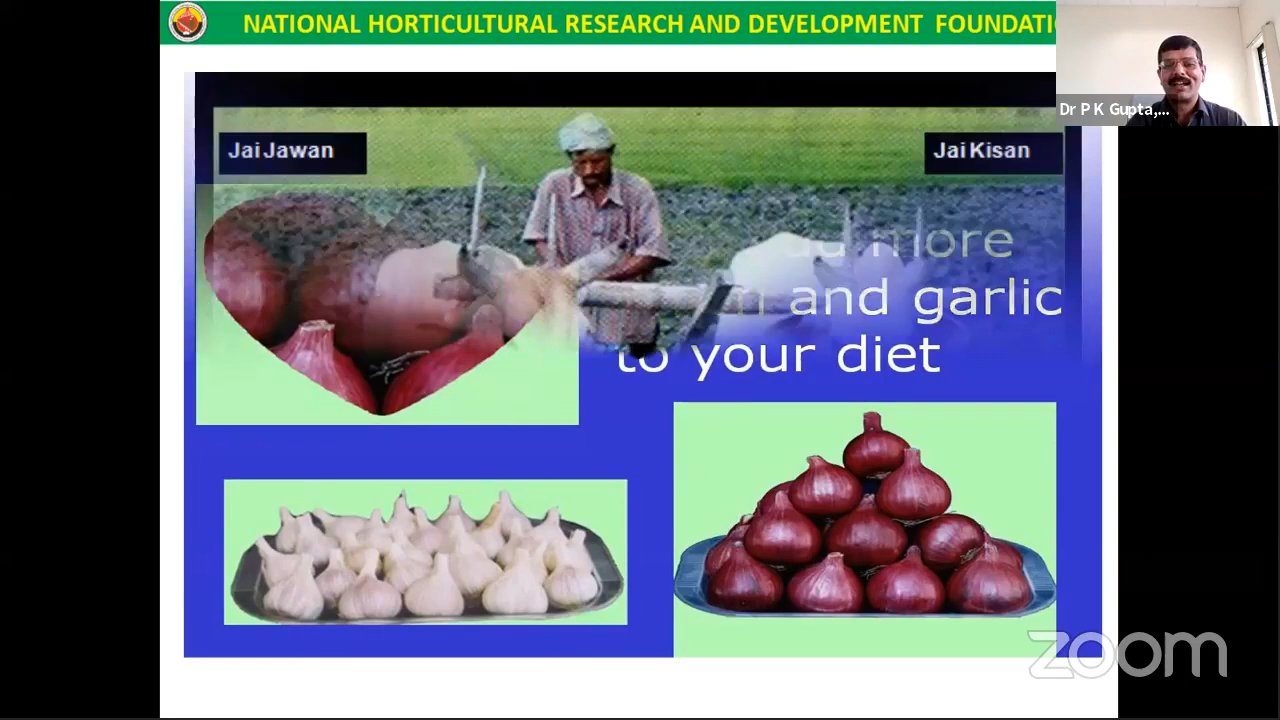 NATIONAL HORTICULTURAL RESEARCH AND DEVELOPMENT FOUNDATI
Dr P K Gupta,...
Jai Jawan
Jai Kisan
more
and garlic
to your diet
zoom